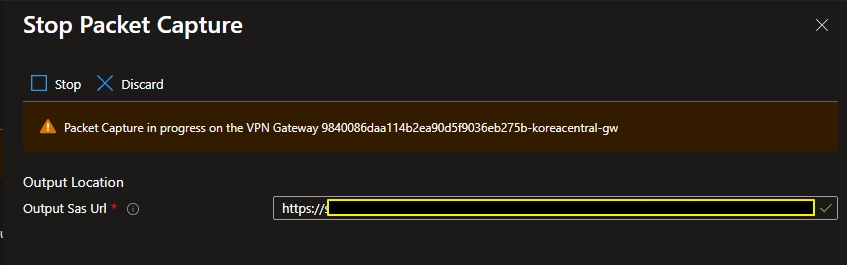 Stop Packet Capture
Stop Discard
Packet Capture in progress on the VPN Gateway 9840086daa114b2ea90d5f9036eb275b-koreacentral-gw
Output Location
Output Sas Url * https://